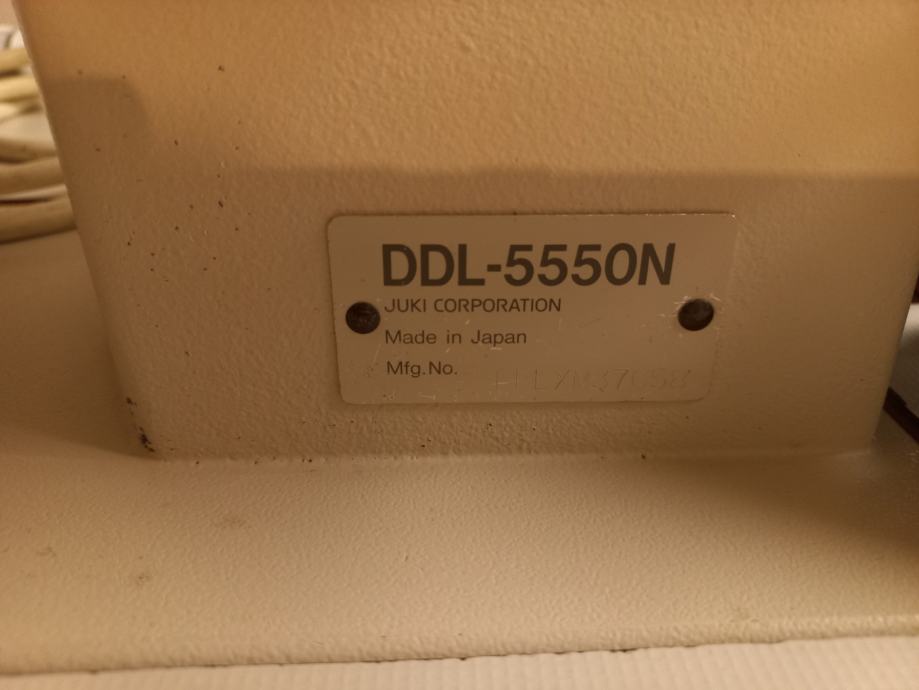 DDL-5550N
JUKI CORPORATION
Made in Japan
Mfg.No.